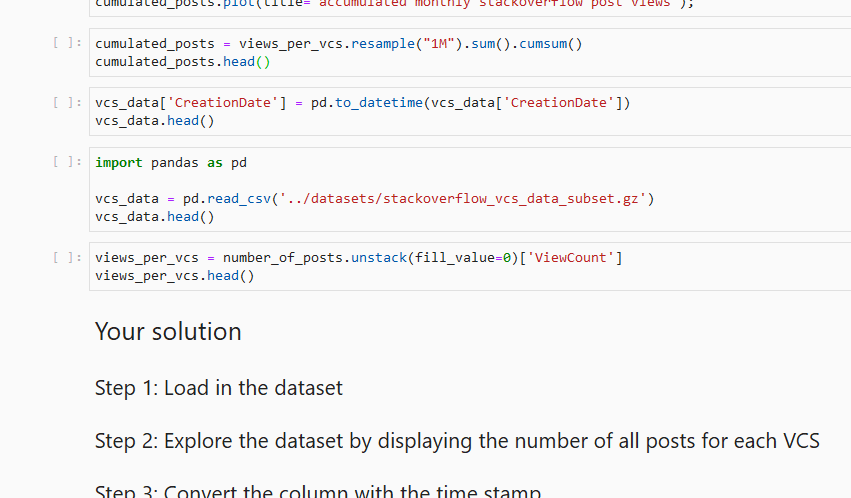 cumulated_posts.plot(title="accumulated monthly stackoverflow post views");
[ ]: cumulated_posts = views_per_vcs.resample("1M").sum().cumsum()
cumulated_posts.head()
[ ]: vcs_data['CreationDate'] = pd.to_datetime(vcs_data['CreationDate'])
vcs_data.head()
[ ]: import pandas as pd
vcs_data = pd.read_csv('../datasets/stackoverflow_vcs_data_subset.gz')
vcs_data.head()
[ ]: views_per_vcs = number_of_posts.unstack(fill_value=0)['ViewCount']
views_per_vcs.head()
Your solution
Step 1: Load in the dataset
Step 2: Explore the dataset by displaying the number of all posts for each VCS
Step 3: Convert the column with the time stamp